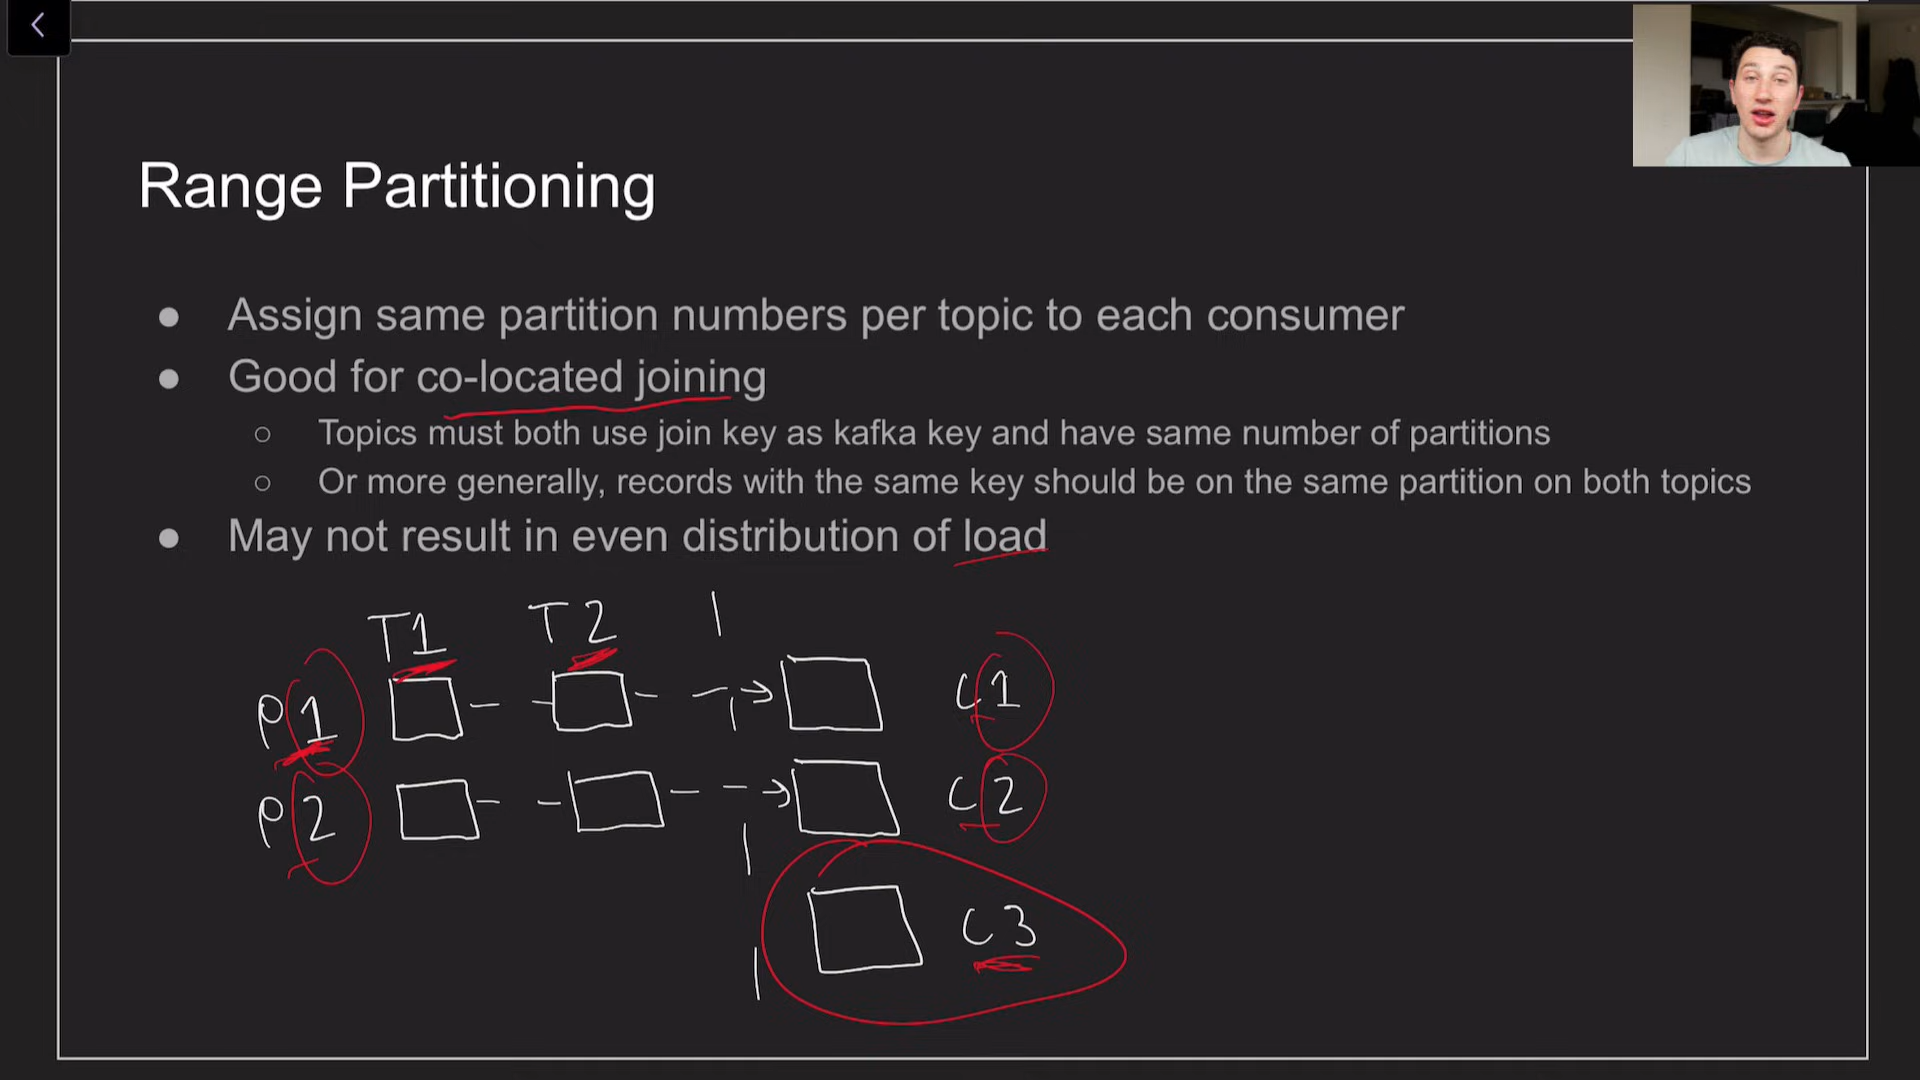 Range Partitioning
● Assign same partition numbers per topic to each consumer
● Good for co-located joining
○ Topics must both use join key as kafka key and have same number of partitions
○ Or more generally, records with the same key should be on the same partition on both topics
● May not result in even distribution of load
T1 T2
P1 C1
P2 C2
C3